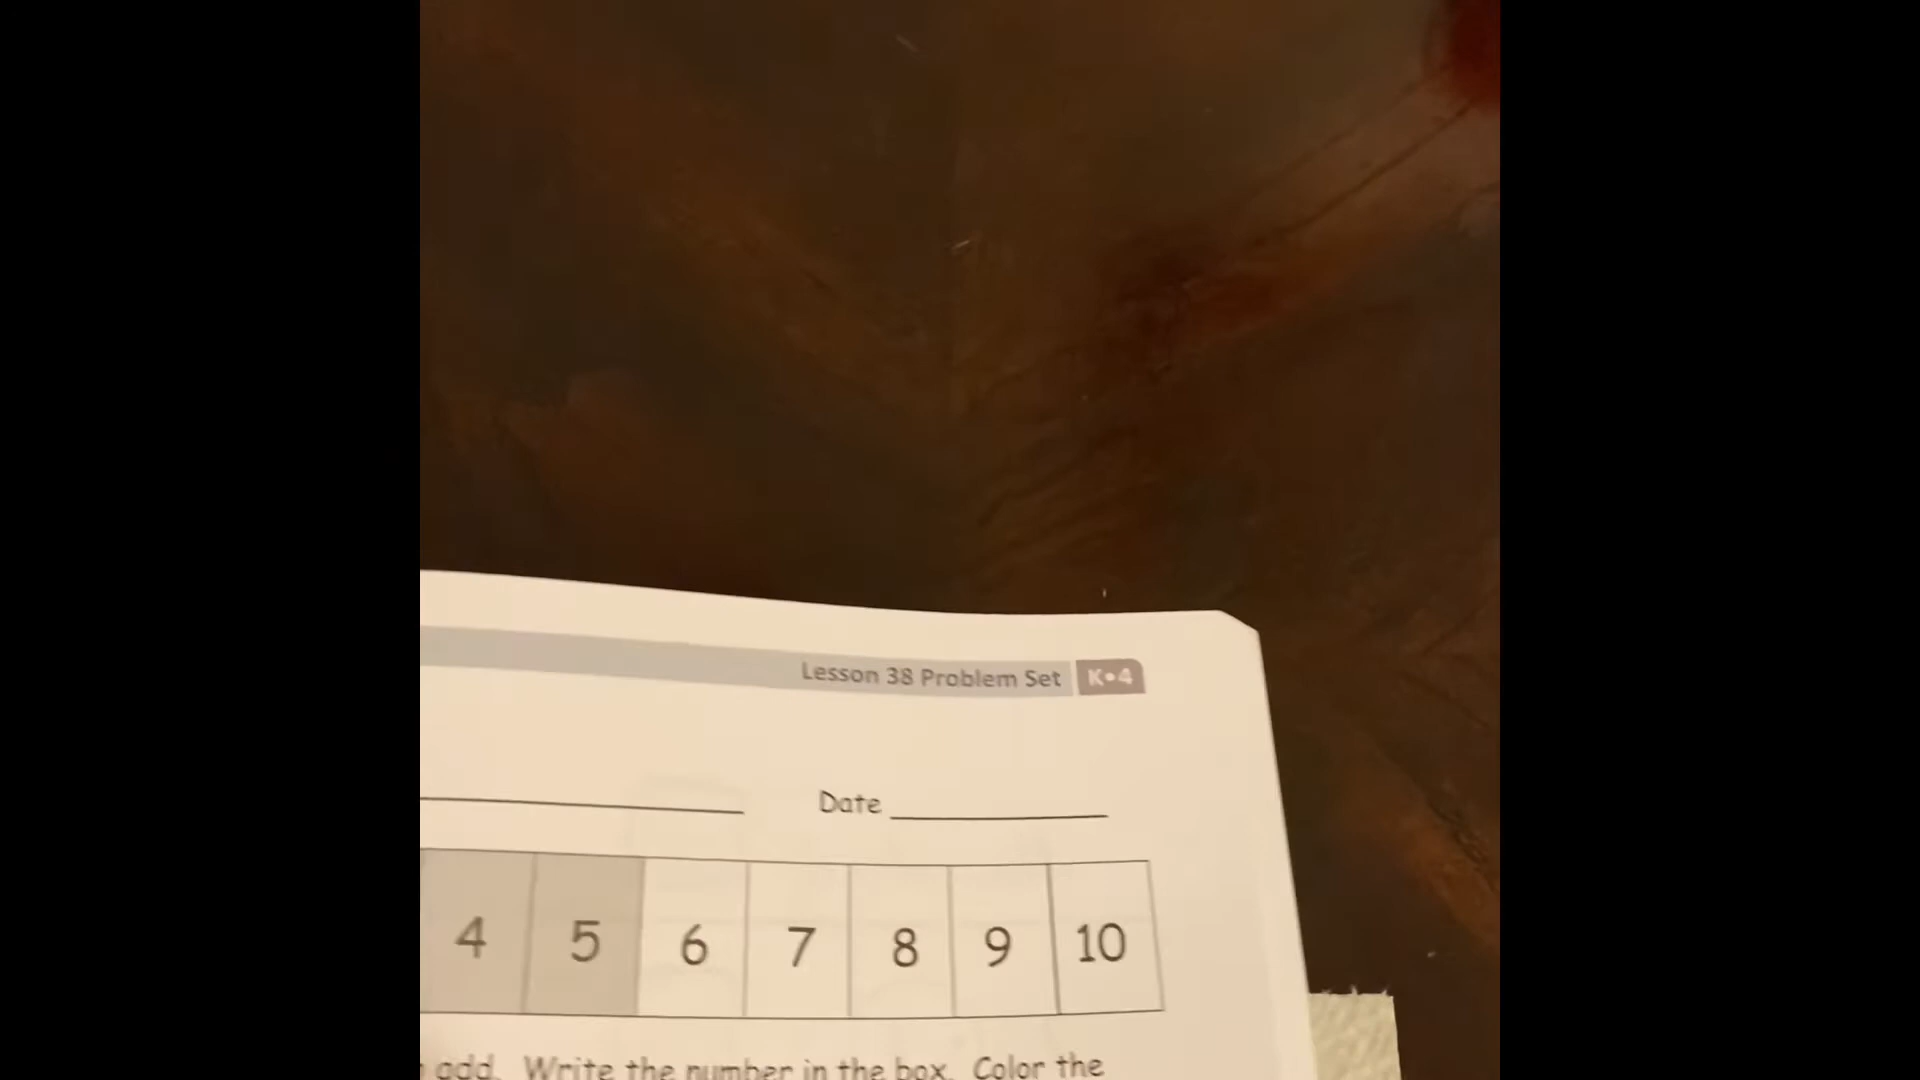 Lesson 38 Problem Set K•4
Date
4 5 6 7 8 9 10
add. Write the number in the box. Color the